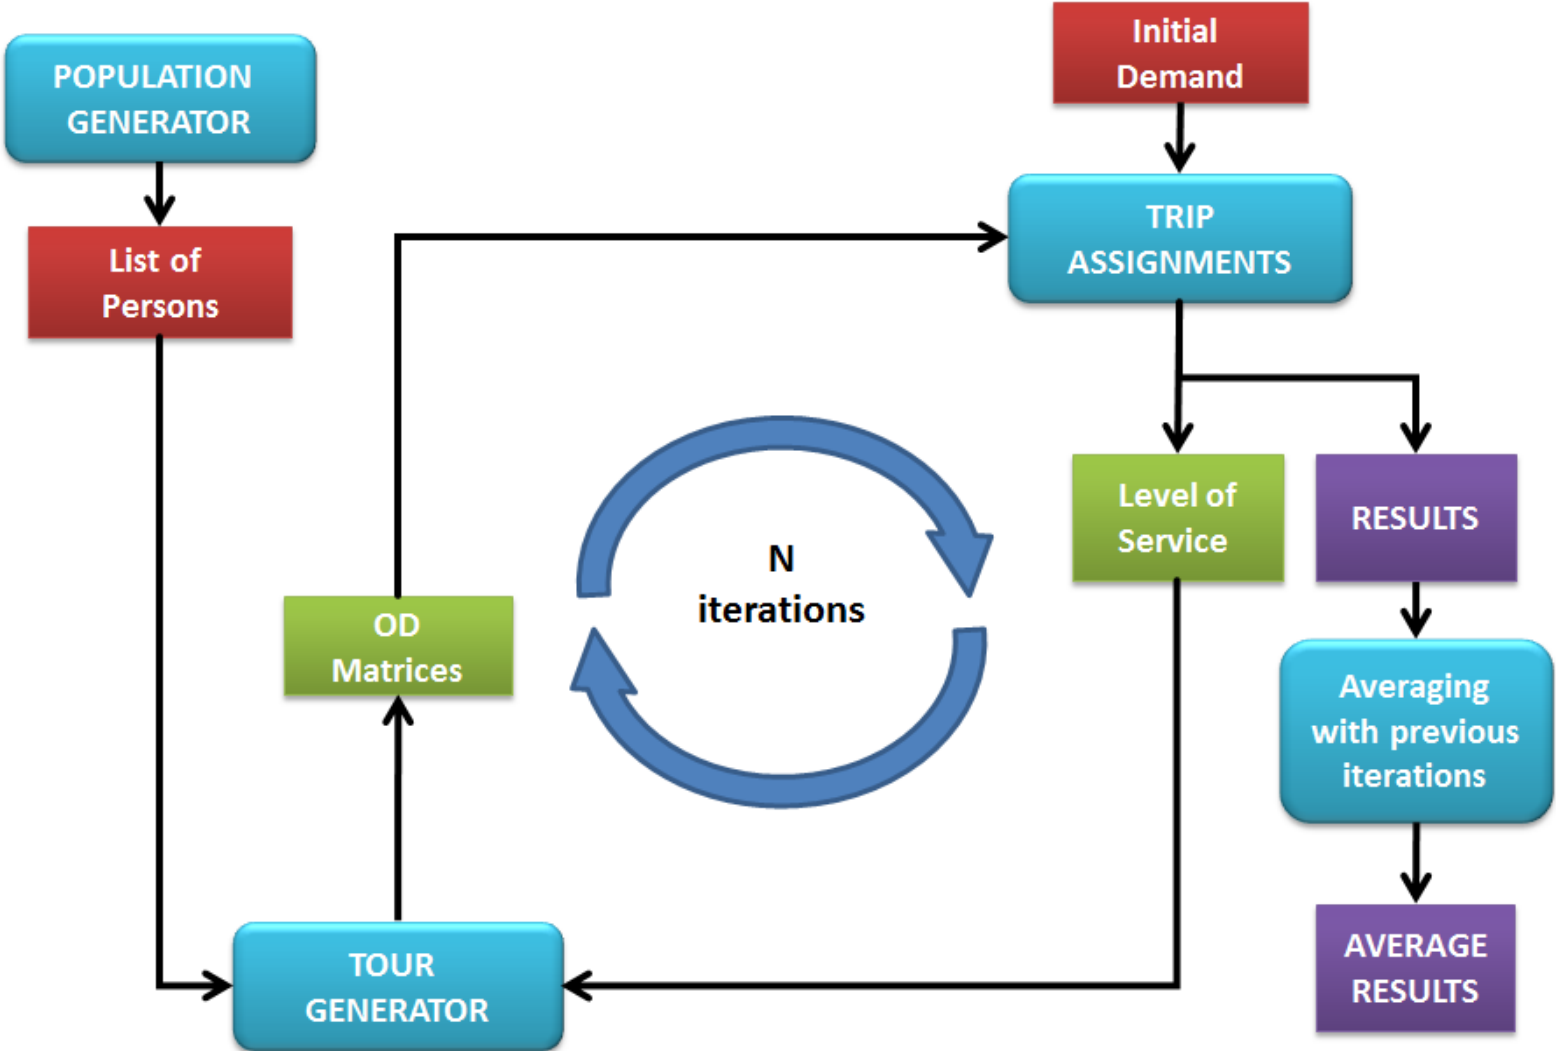 POPULATION
GENERATOR
List of
Persons
Initial
Demand
TRIP
ASSIGNMENTS
Level of
Service
RESULTS
N
iterations
OD
Matrices
Averaging
with previous
iterations
TOUR
GENERATOR
AVERAGE
RESULTS